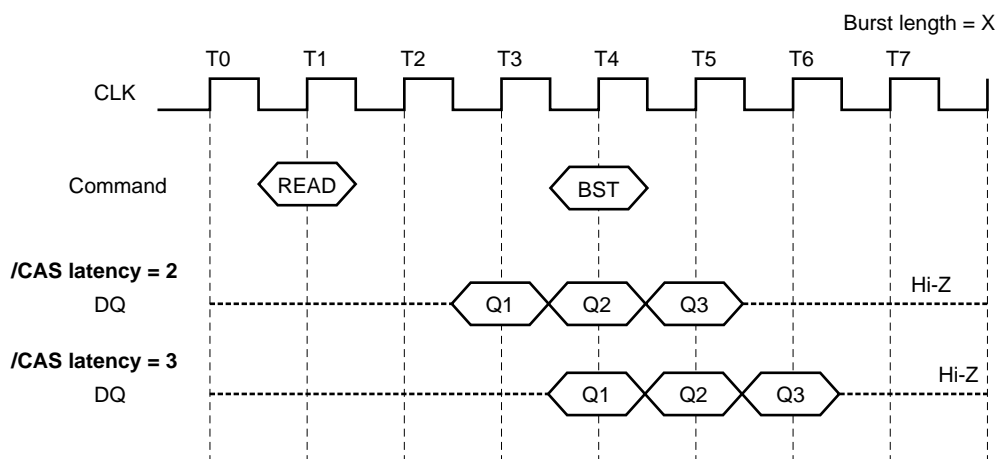 Burst length = X
T0 T1 T2 T3 T4 T5 T6 T7
CLK
Command READ BST
/CAS latency = 2
Hi-Z
DQ Q1 Q2 Q3
/CAS latency = 3
Hi-Z
DQ Q1 Q2 Q3